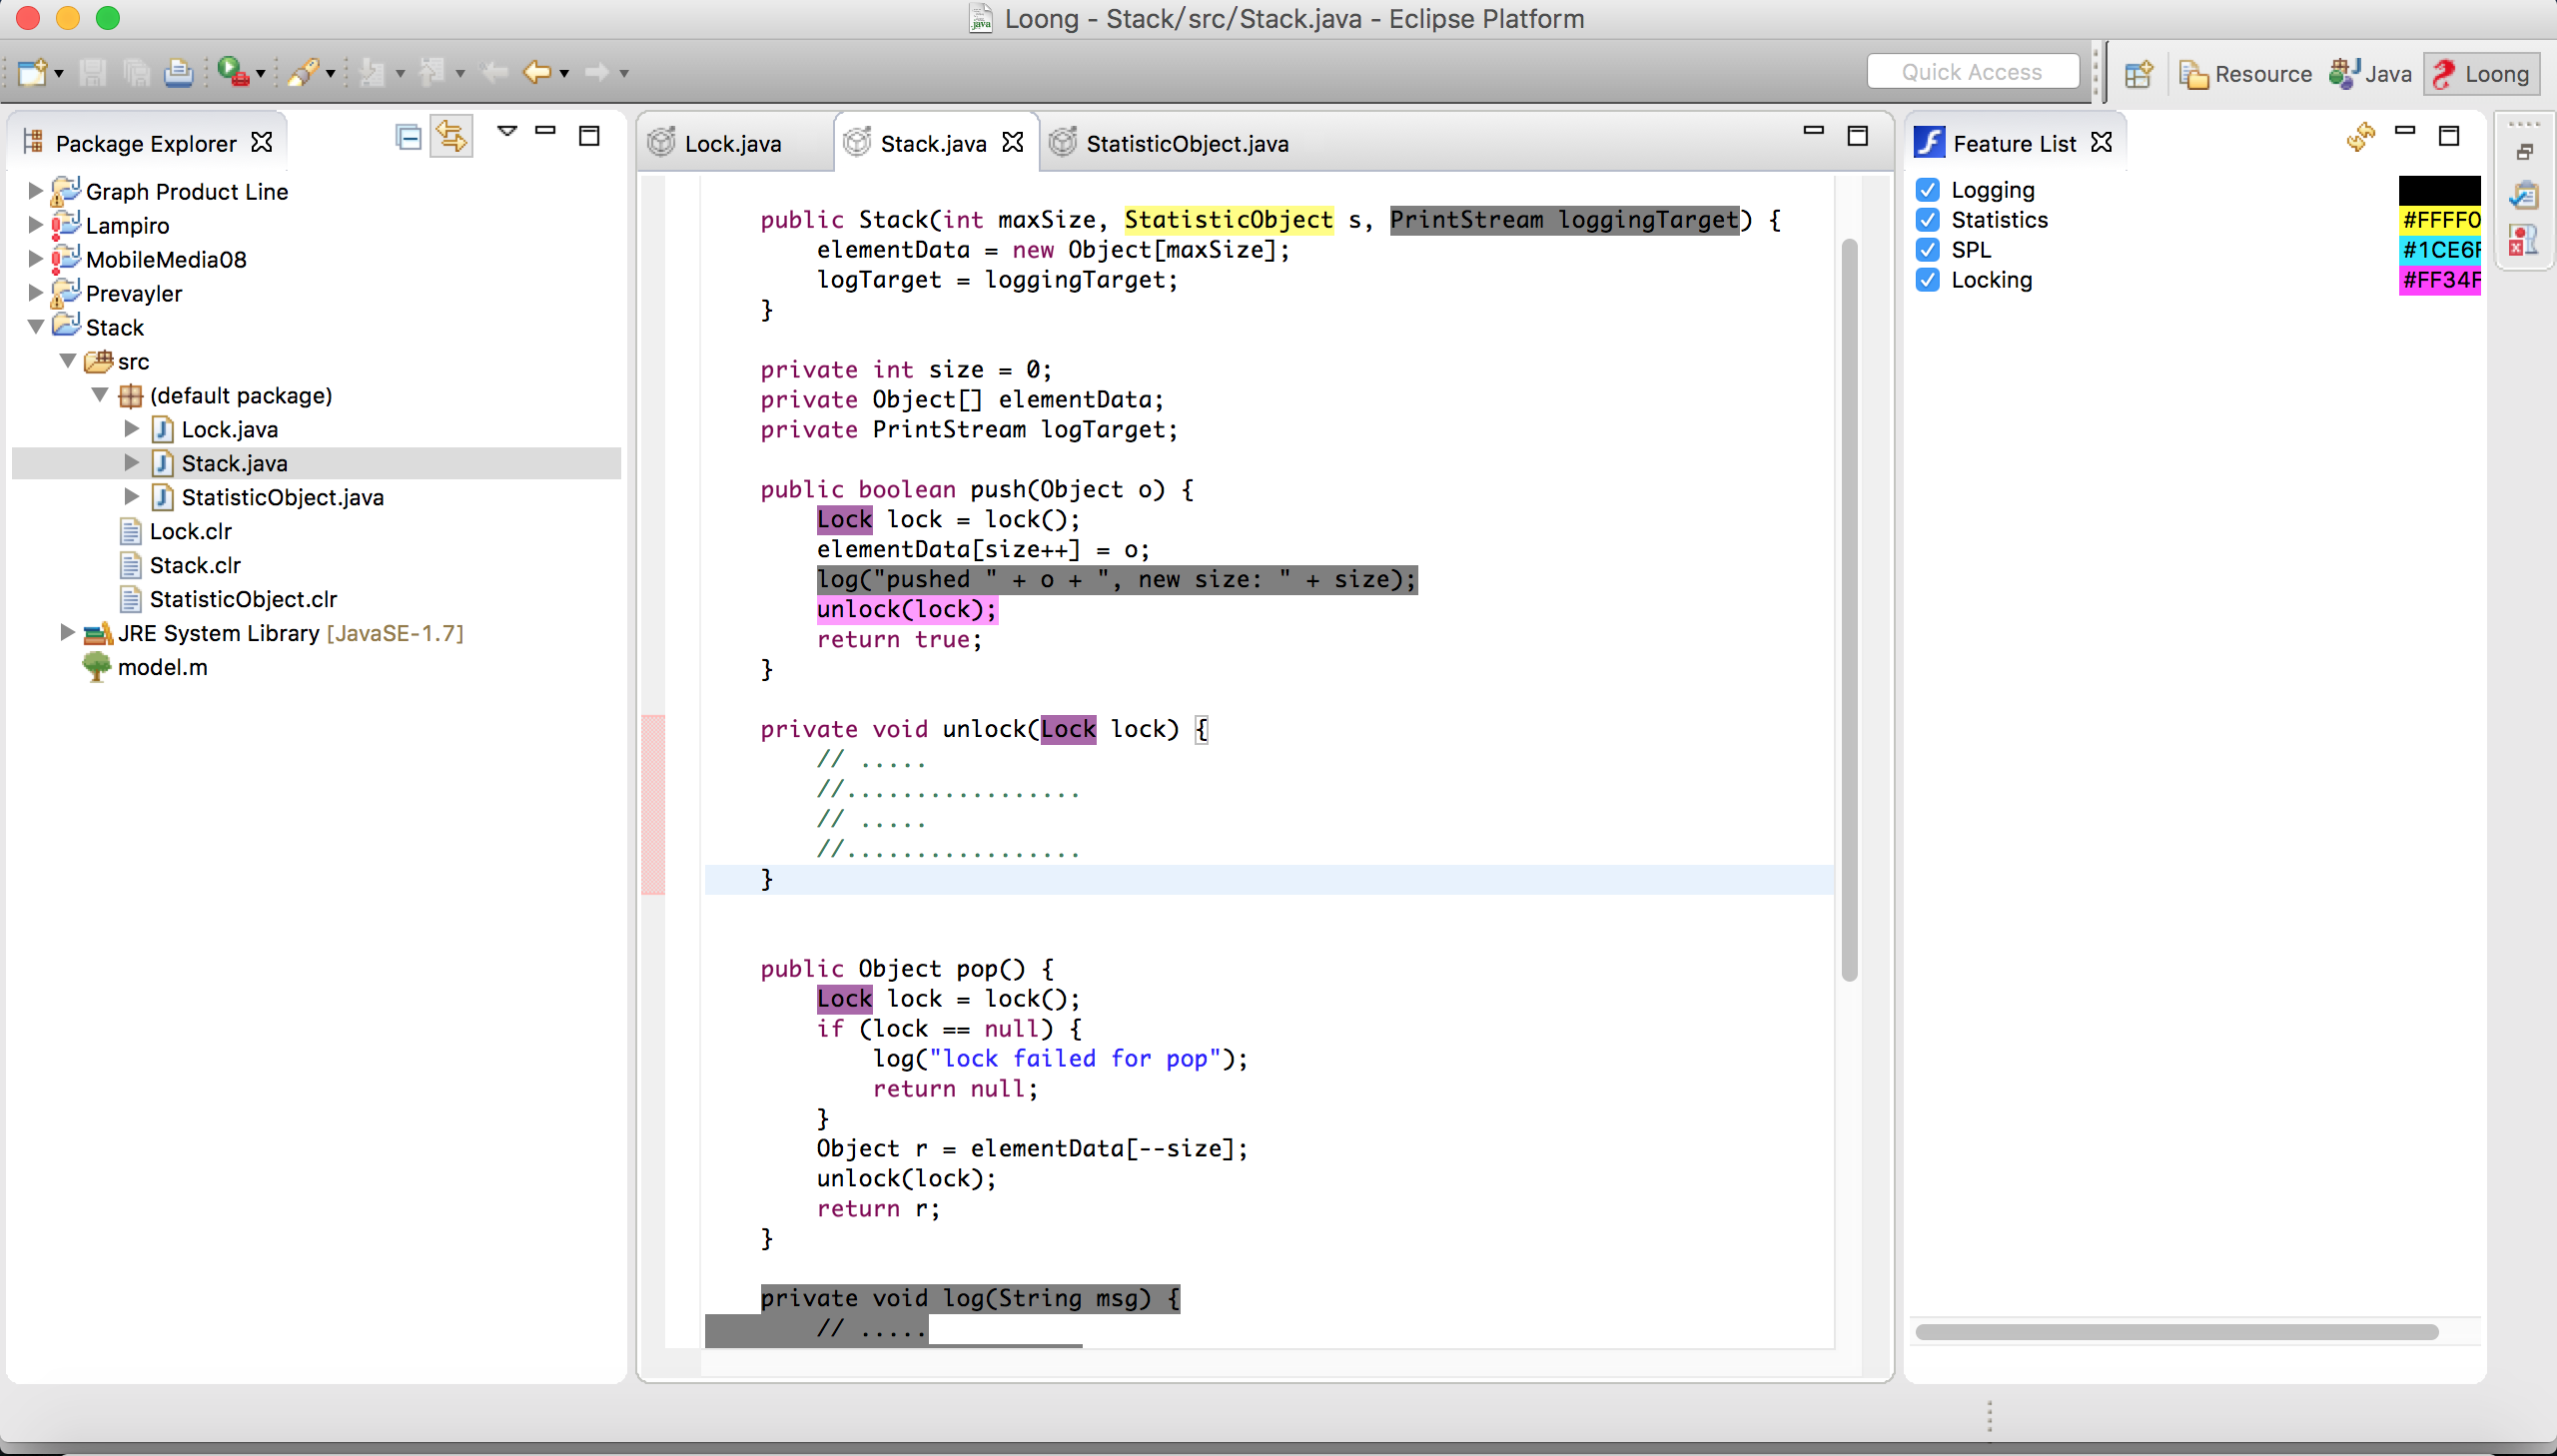 Loong - Stack/src/Stack.java - Eclipse Platform
Quick Access
Resource
Java
Loong
Package Explorer
Graph Product Line
Lampiro
MobileMedia08
Prevayler
Stack
src
(default package)
Lock.java
Stack.java
StatisticObject.java
Lock.clr
Stack.clr
StatisticObject.clr
JRE System Library [JavaSE-1.7]
model.m
Lock.java
Stack.java
StatisticObject.java
public Stack(int maxSize, StatisticObject s, PrintStream loggingTarget) {
elementData = new Object[maxSize];
logTarget = loggingTarget;
}
private int size = 0;
private Object[] elementData;
private PrintStream logTarget;
public boolean push(Object o) {
Lock lock = lock();
elementData[size++] = o;
log("pushed " + o + ", new size: " + size);
unlock(lock);
return true;
}
private void unlock(Lock lock) {
// .....
//.................
// .....
//.................
}
public Object pop() {
Lock lock = lock();
if (lock == null) {
log("lock failed for pop");
return null;
}
Object r = elementData[--size];
unlock(lock);
return r;
}
private void log(String msg) {
// .....
Feature List
Logging
Statistics #FFFF0
SPL #1CE6F
Locking #FF34F